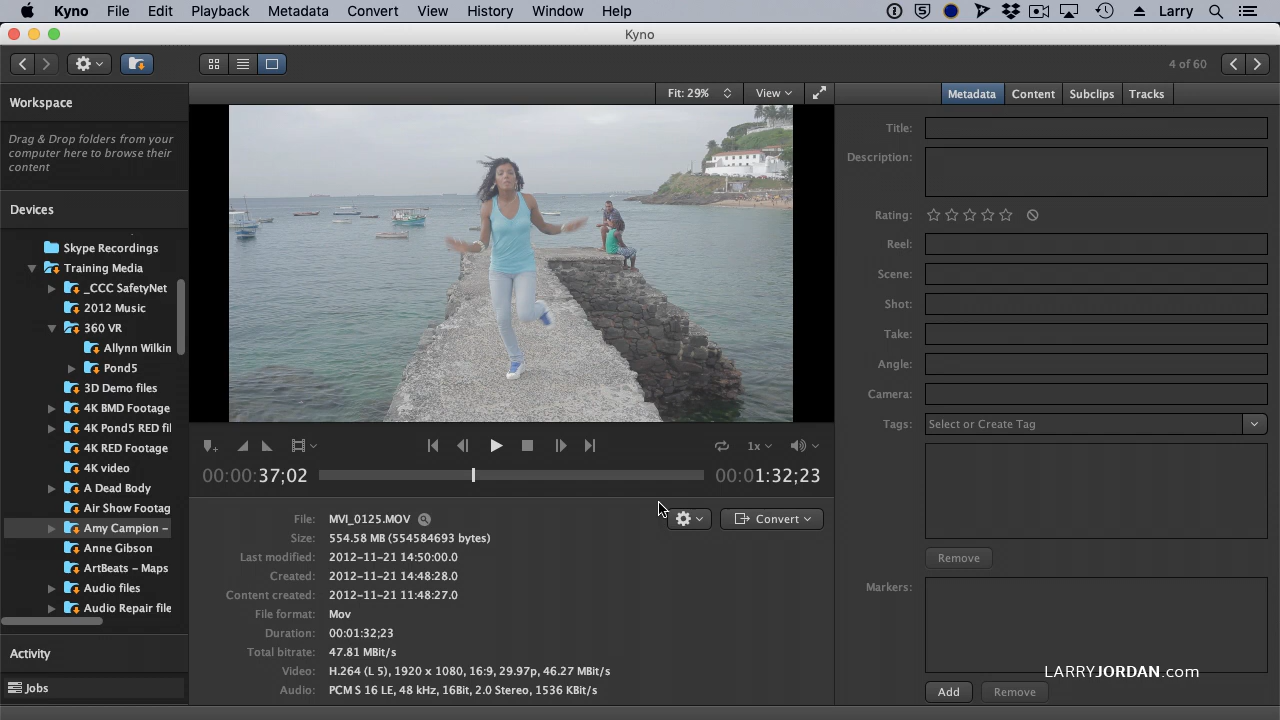 Kyno File Edit Playback Metadata Convert View History Window Help Larry
Kyno
4 of 60
Workspace
Drag & Drop folders from your
computer here to browse their
content
Devices
Skype Recordings
Training Media
_CCC SafetyNet
2012 Music
360 VR
Allynn Wilkin
Pond5
3D Demo files
4K BMD Footage
4K Pond5 RED fil
4K RED Footage
4K video
A Dead Body
Air Show Footag
Amy Campion –
Anne Gibson
ArtBeats – Maps
Audio files
Audio Repair file
Activity
Jobs
Fit: 29% View
00:00:37;02 00:01:32;23
1x
File: MVI_0125.MOV
Convert
Size: 554.58 MB (554584693 bytes)
Last modified: 2012-11-21 14:50:00.0
Created: 2012-11-21 14:48:28.0
Content created: 2012-11-21 11:48:27.0
File format: Mov
Duration: 00:01:32;23
Total bitrate: 47.81 MBit/s
Video: H.264 (L 5), 1920 x 1080, 16:9, 29.97p, 46.27 MBit/s
Audio: PCM S 16 LE, 48 kHz, 16Bit, 2.0 Stereo, 1536 KBit/s
Metadata Content Subclips Tracks
Title:
Description:
Rating:
Reel:
Scene:
Shot:
Take:
Angle:
Camera:
Tags: Select or Create Tag
Remove
Markers:
LARRYJORDAN.com
Add Remove